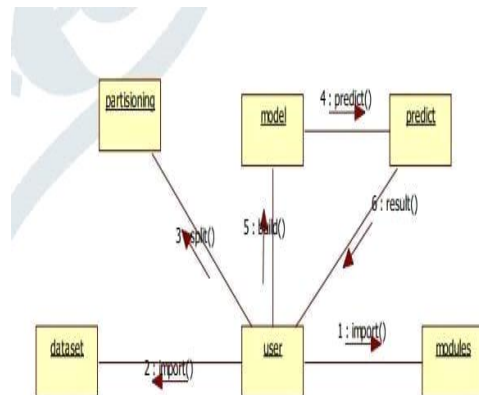 partisioning
model
4 : predict()
predict
3 : split()
5 : build()
6 : result()
dataset
2 : import()
user
1 : import()
modules